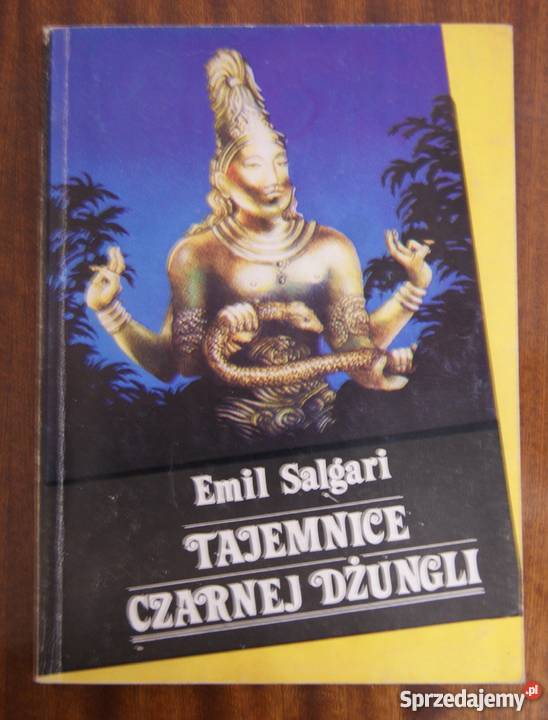 Emil Salgari
TAJEMNICE
CZARNEJ DŻUNGLI
Sprzedajemy.pl